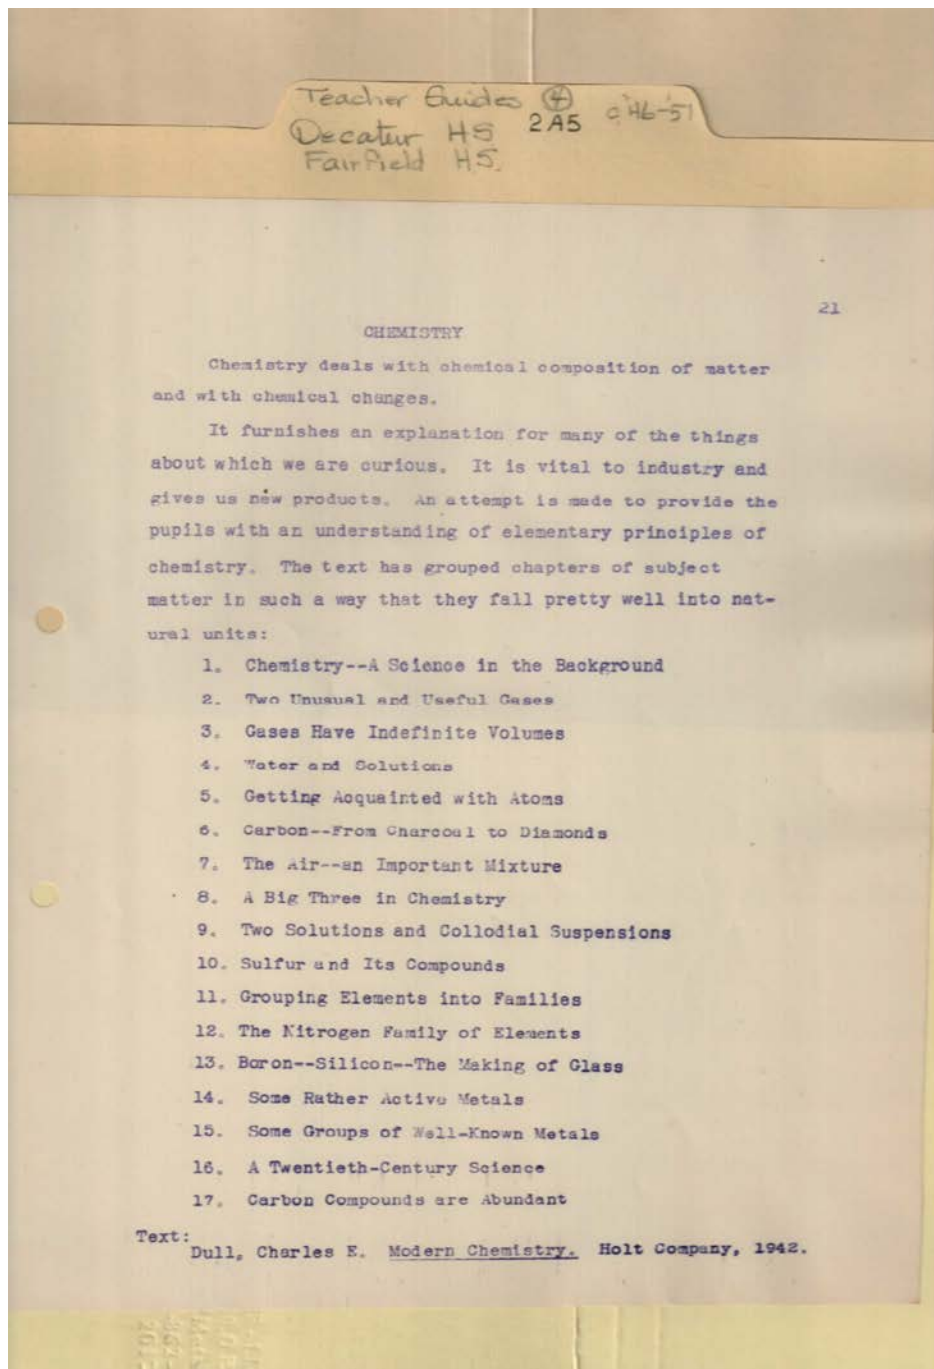 Teacher Guides ④
2A5
c 46-51
Decatur HS
Fairfield HS.
21
CHEMISTRY
Chemistry deals with chemical composition of matter
and with chemical changes.
It furnishes an explanation for many of the things
about which we are curious. It is vital to industry and
gives us new products. An attempt is made to provide the
pupils with an understanding of elementary principles of
chemistry. The text has grouped chapters of subject
matter in such a way that they fall pretty well into nat-
ural units:
1. Chemistry--A Science in the Background
2. Two Unusual and Useful Gases
3. Gases Have Indefinite Volumes
4. Water and Solutions
5. Getting Acquainted with Atoms
6. Carbon--From Charcoal to Diamonds
7. The Air--an Important Mixture
8. A Big Three in Chemistry
9. Two Solutions and Collodial Suspensions
10. Sulfur and Its Compounds
11. Grouping Elements into Families
12. The Nitrogen Family of Elements
13. Boron--Silicon--The Making of Glass
14. Some Rather Active Metals
15. Some Groups of Well-Known Metals
16. A Twentieth-Century Science
17. Carbon Compounds are Abundant
Text:
Dull, Charles E. Modern Chemistry. Holt Company, 1942.